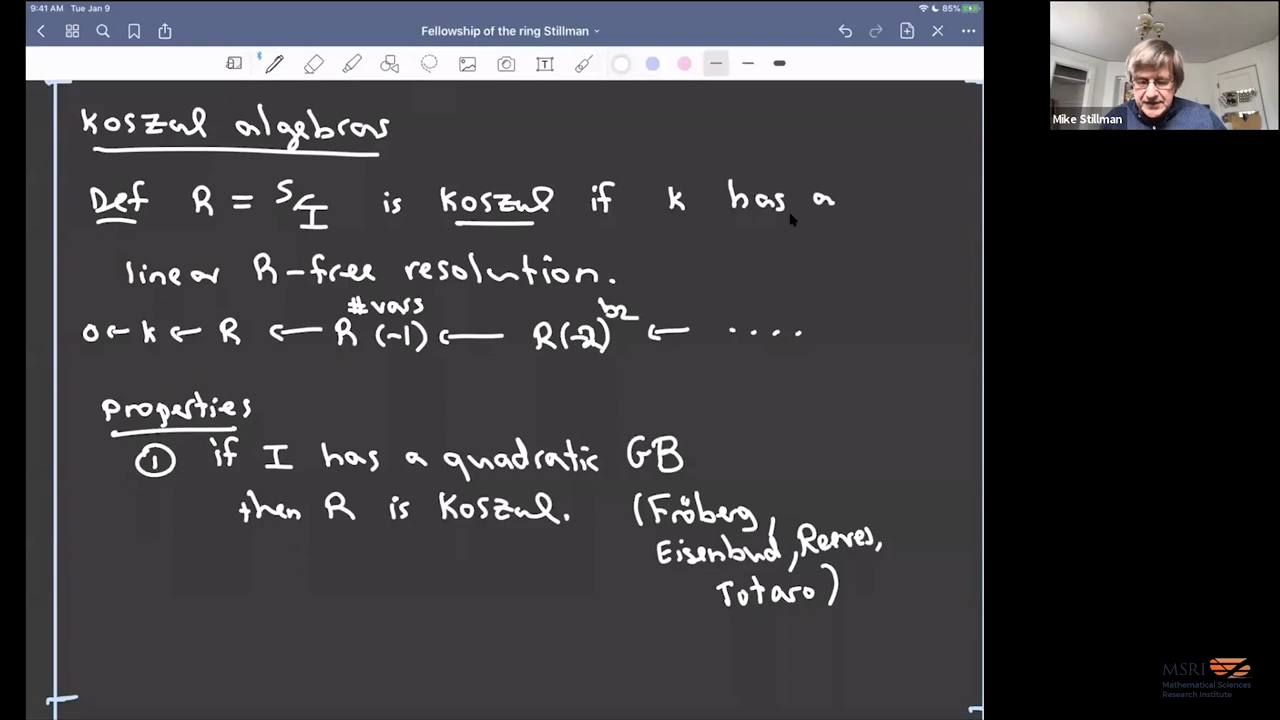 9:41 AM Tue Jan 9
85%
Fellowship of the ring Stillman
Koszul algebras
Def R = S/I is Koszul if k has a
linear R-free resolution.
0 ← k ← R ← R(-1)^{#vars} ← R(-2)^{b2} ← ....
Properties
① if I has a quadratic GB
then R is Koszul. (Fröberg,
Eisenbud, Reeves,
Totaro)
Mike Stillman
MSRI
Mathematical Sciences
Research Institute